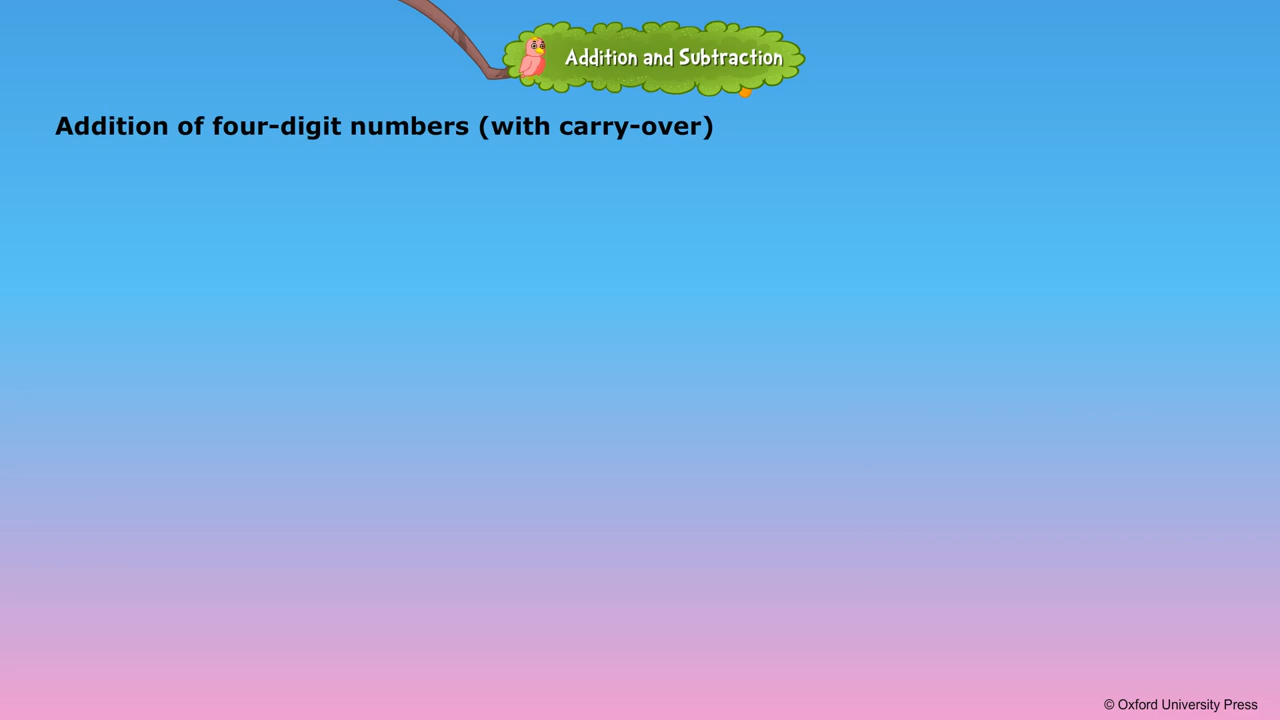 Addition and Subtraction
Addition of four-digit numbers (with carry-over)
© Oxford University Press